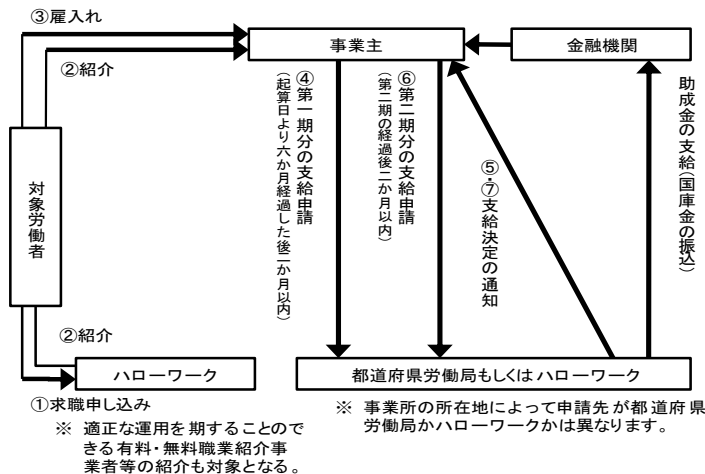 ③雇入れ
事業主
金融機関
②紹介
④第一期分の支給申請
(起算日より六か月経過した後二か月以内)
⑥第二期分の支給申請
(第二期の経過後二か月以内)
⑤・⑦支給決定の通知
助成金の支給(国庫金の振込)
対象労働者
②紹介
ハローワーク
都道府県労働局もしくはハローワーク
①求職申し込み
※ 適正な運用を期することので
きる有料・無料職業紹介事
業者等の紹介も対象となる。
※ 事業所の所在地によって申請先が都道府県
労働局かハローワークかは異なります。